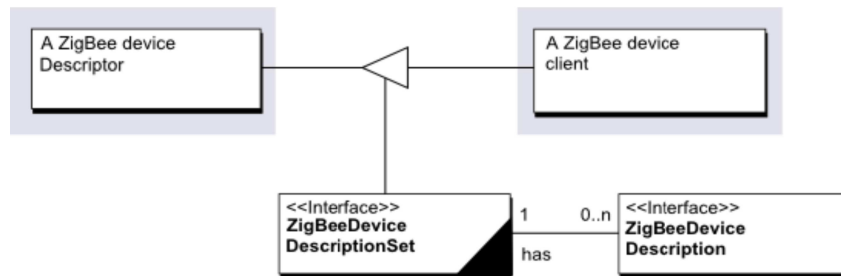 A ZigBee device
Descriptor
A ZigBee device
client
<<Interface>>
ZigBeeDevice
DescriptionSet
1
0..n
has
<<Interface>>
ZigBeeDevice
Description